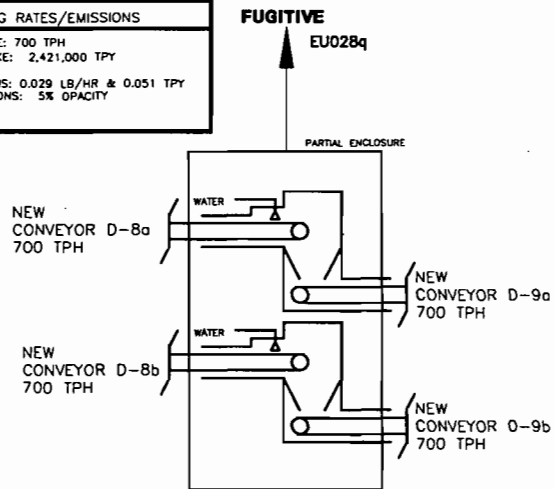 G RATES/EMISSIONS
E: 700 TPH
KE: 2,421,000 TPY
US: 0.029 LB/HR & 0.051 TPY
ONS: 5% OPACITY
FUGITIVE
EU028q
PARTIAL ENCLOSURE
WATER
NEW
CONVEYOR D-8a
700 TPH
NEW
CONVEYOR D-9a
700 TPH
WATER
NEW
CONVEYOR D-8b
700 TPH
NEW
CONVEYOR O-9b
700 TPH